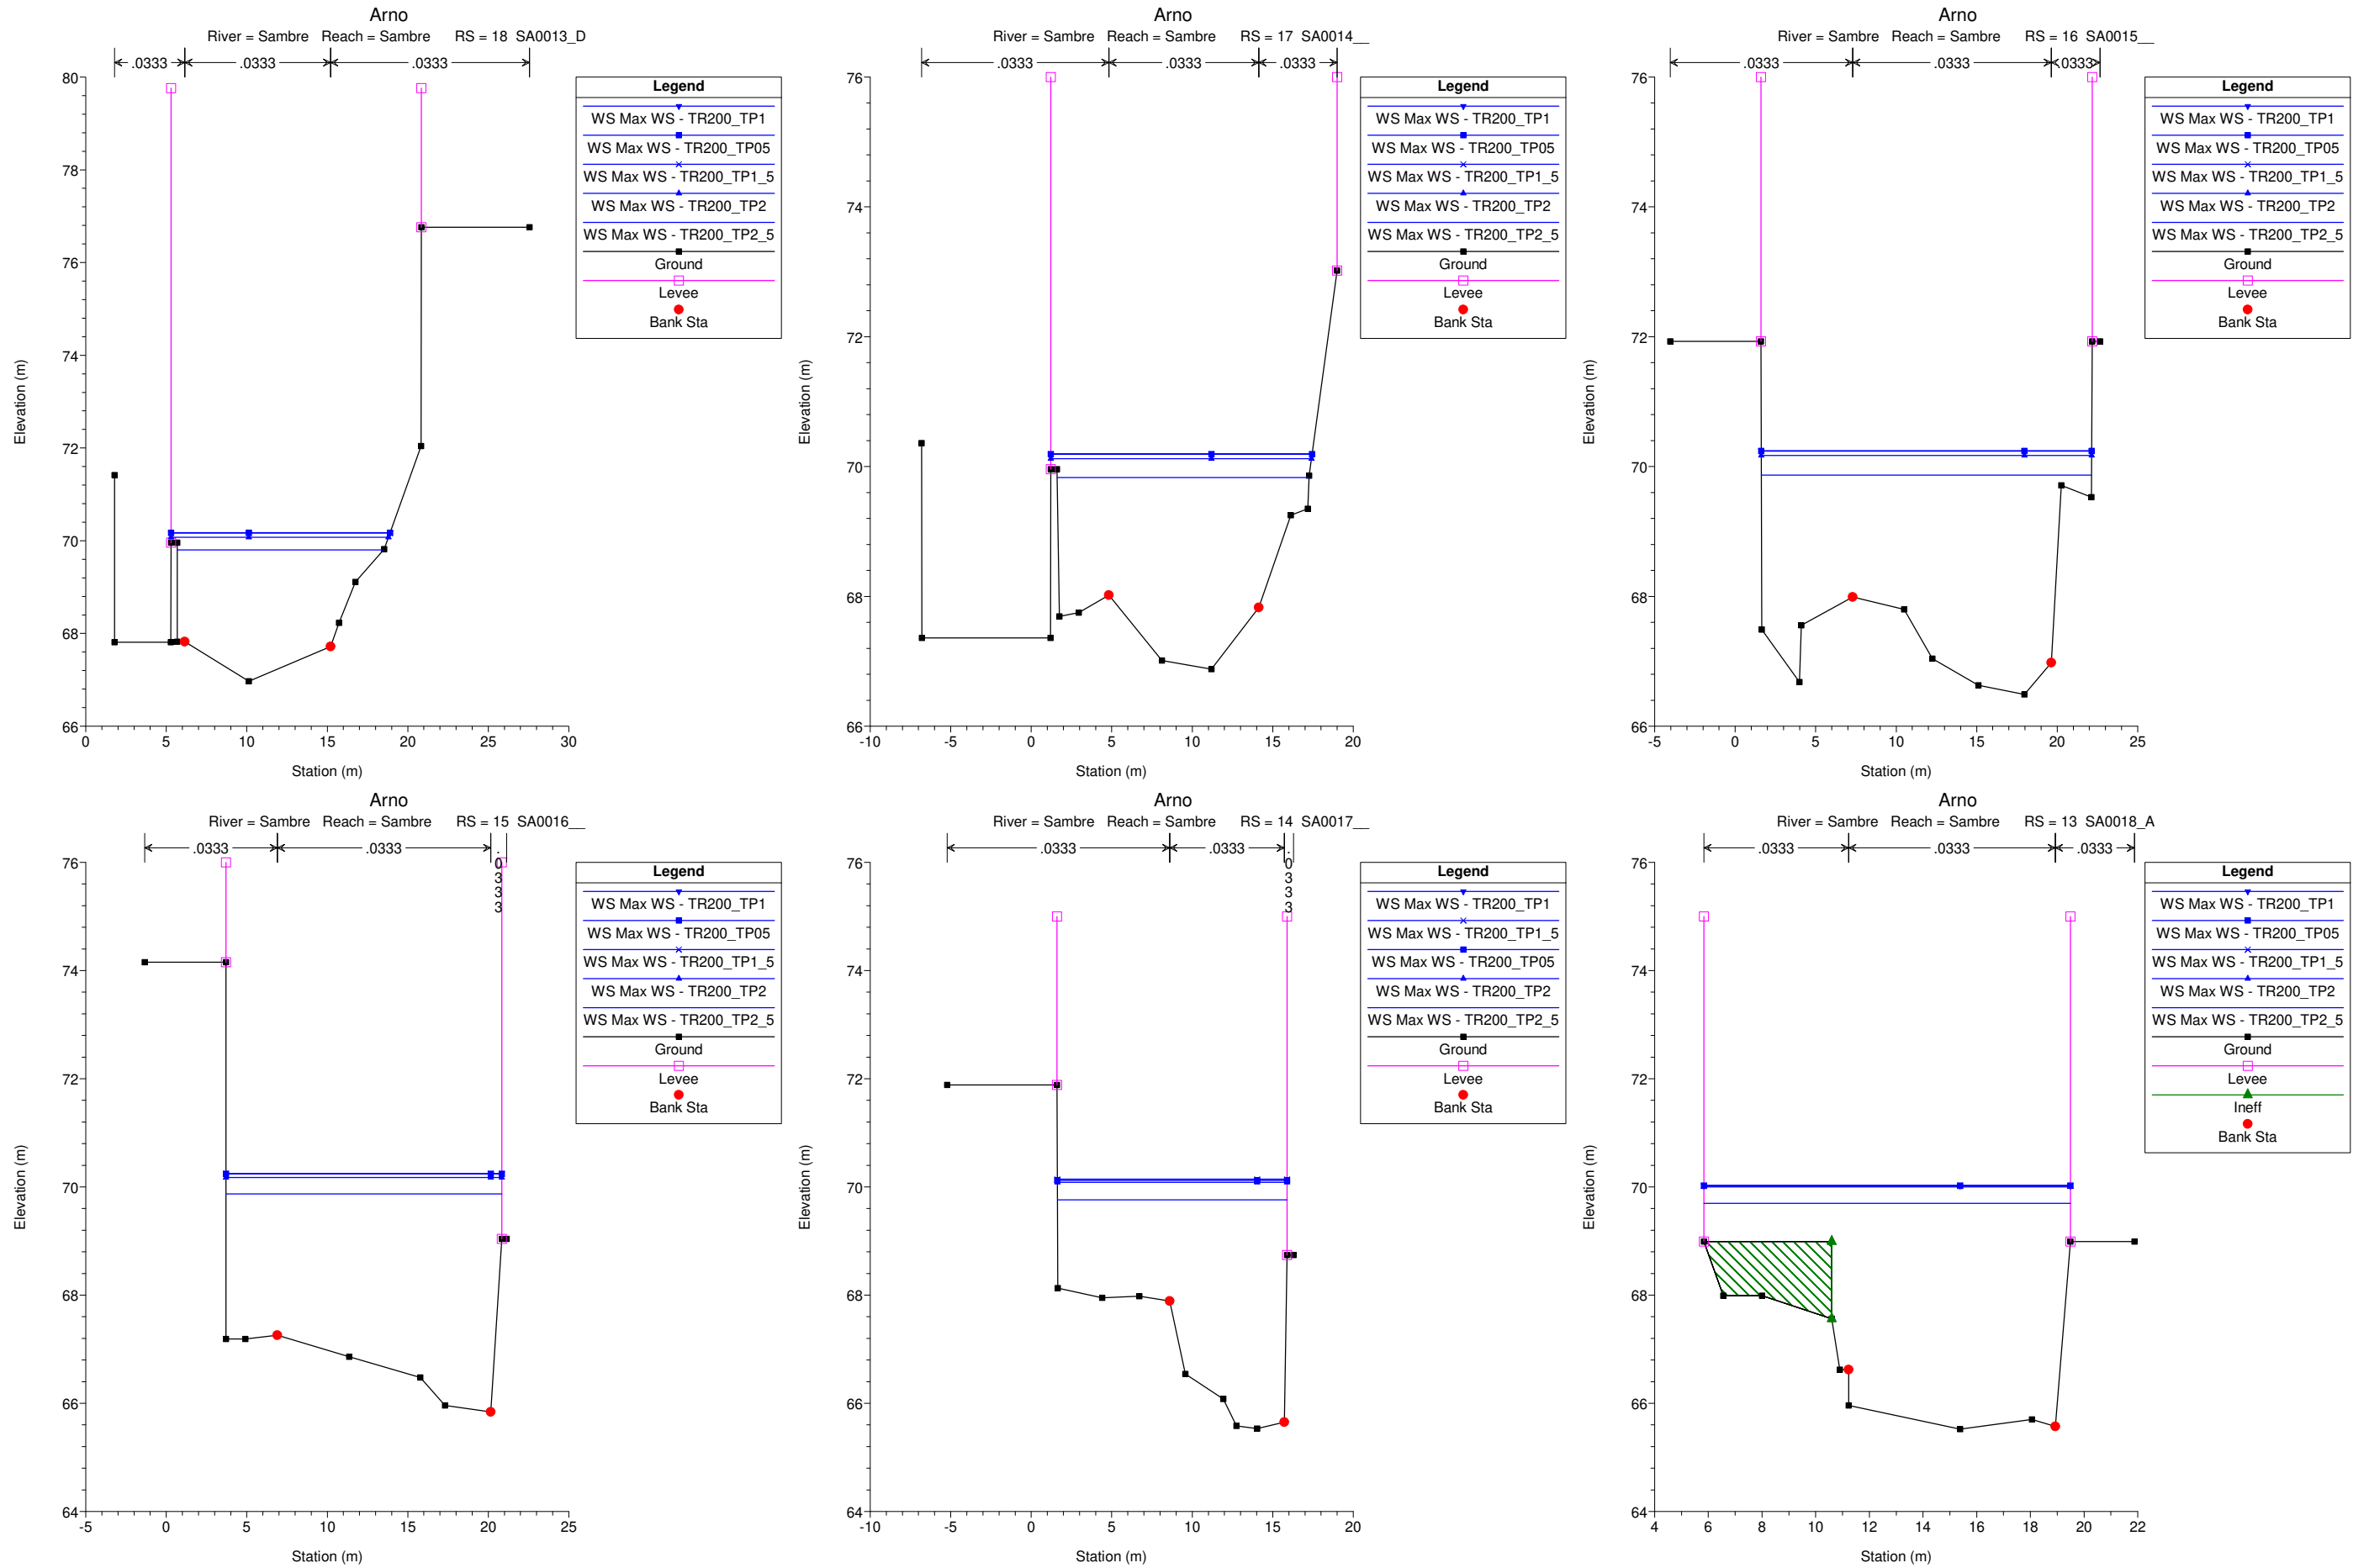 Arno
River = Sambre Reach = Sambre RS = 18 SA0013_D
.0333 .0333 .0333
80
78
76
74
72
70
68
66
Elevation (m)
0 5 10 15 20 25 30
Station (m)
Legend
WS Max WS - TR200_TP1
WS Max WS - TR200_TP05
WS Max WS - TR200_TP1_5
WS Max WS - TR200_TP2
WS Max WS - TR200_TP2_5
Ground
Levee
Bank Sta
Arno
River = Sambre Reach = Sambre RS = 17 SA0014__
.0333 .0333 .0333
76
74
72
70
68
66
Elevation (m)
-10 -5 0 5 10 15 20
Station (m)
Legend
WS Max WS - TR200_TP1
WS Max WS - TR200_TP05
WS Max WS - TR200_TP1_5
WS Max WS - TR200_TP2
WS Max WS - TR200_TP2_5
Ground
Levee
Bank Sta
Arno
River = Sambre Reach = Sambre RS = 16 SA0015__
.0333 .0333 .0333
76
74
72
70
68
66
Elevation (m)
-5 0 5 10 15 20 25
Station (m)
Legend
WS Max WS - TR200_TP1
WS Max WS - TR200_TP05
WS Max WS - TR200_TP1_5
WS Max WS - TR200_TP2
WS Max WS - TR200_TP2_5
Ground
Levee
Bank Sta
Arno
River = Sambre Reach = Sambre RS = 15 SA0016__
.0333 .0333 .0333
76
74
72
70
68
66
64
Elevation (m)
-5 0 5 10 15 20 25
Station (m)
Legend
WS Max WS - TR200_TP1
WS Max WS - TR200_TP05
WS Max WS - TR200_TP1_5
WS Max WS - TR200_TP2
WS Max WS - TR200_TP2_5
Ground
Levee
Bank Sta
Arno
River = Sambre Reach = Sambre RS = 14 SA0017__
.0333 .0333 .0333
76
74
72
70
68
66
64
Elevation (m)
-10 -5 0 5 10 15 20
Station (m)
Legend
WS Max WS - TR200_TP1
WS Max WS - TR200_TP1_5
WS Max WS - TR200_TP05
WS Max WS - TR200_TP2
WS Max WS - TR200_TP2_5
Ground
Levee
Bank Sta
Arno
River = Sambre Reach = Sambre RS = 13 SA0018_A
.0333 .0333 .0333
76
74
72
70
68
66
64
Elevation (m)
4 6 8 10 12 14 16 18 20 22
Station (m)
Legend
WS Max WS - TR200_TP1
WS Max WS - TR200_TP05
WS Max WS - TR200_TP1_5
WS Max WS - TR200_TP2
WS Max WS - TR200_TP2_5
Ground
Levee
Ineff
Bank Sta